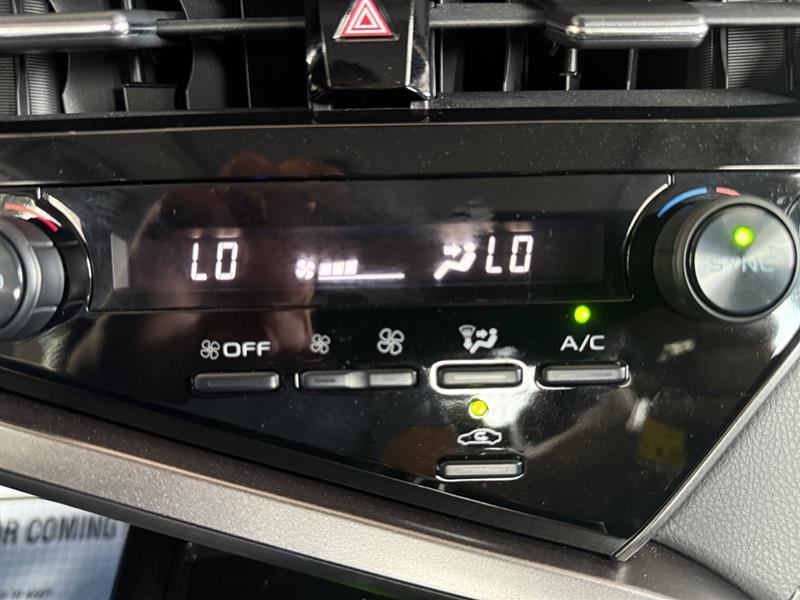 LO LO
SYNC
OFF A/C
OR COMING